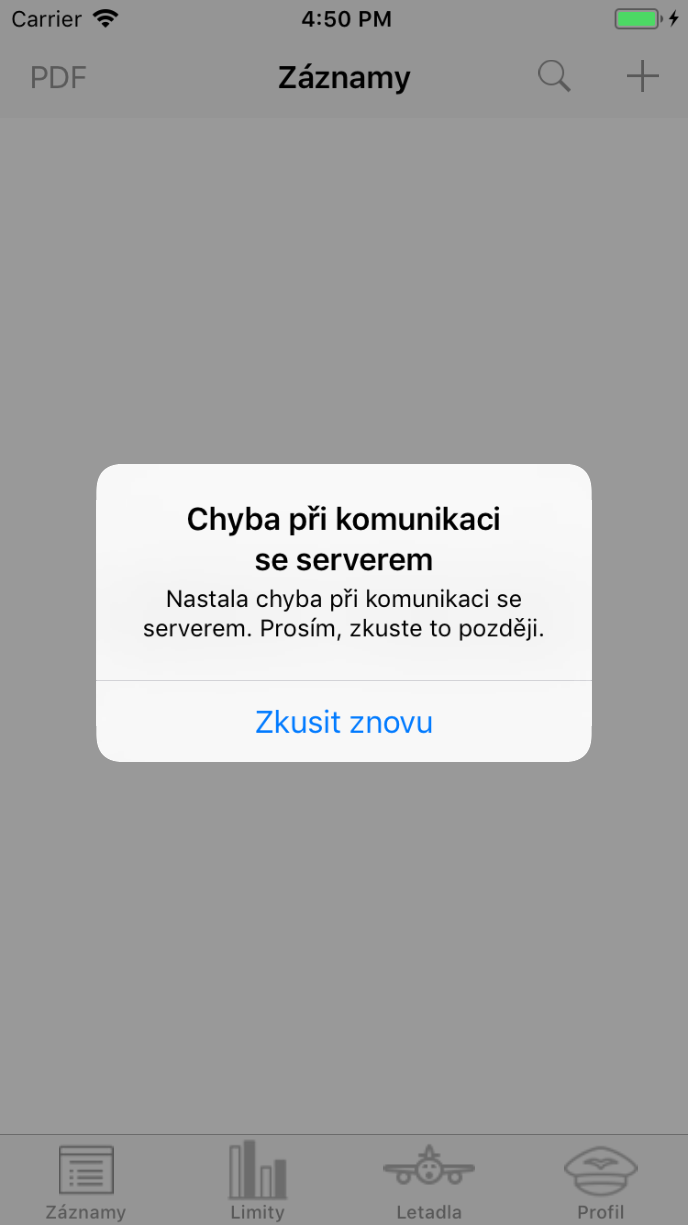 Carrier 4:50 PM
PDF Záznamy
Chyba při komunikaci
se serverem
Nastala chyba při komunikaci se
serverem. Prosím, zkuste to později.
Zkusit znovu
Záznamy Limity Letadla Profil